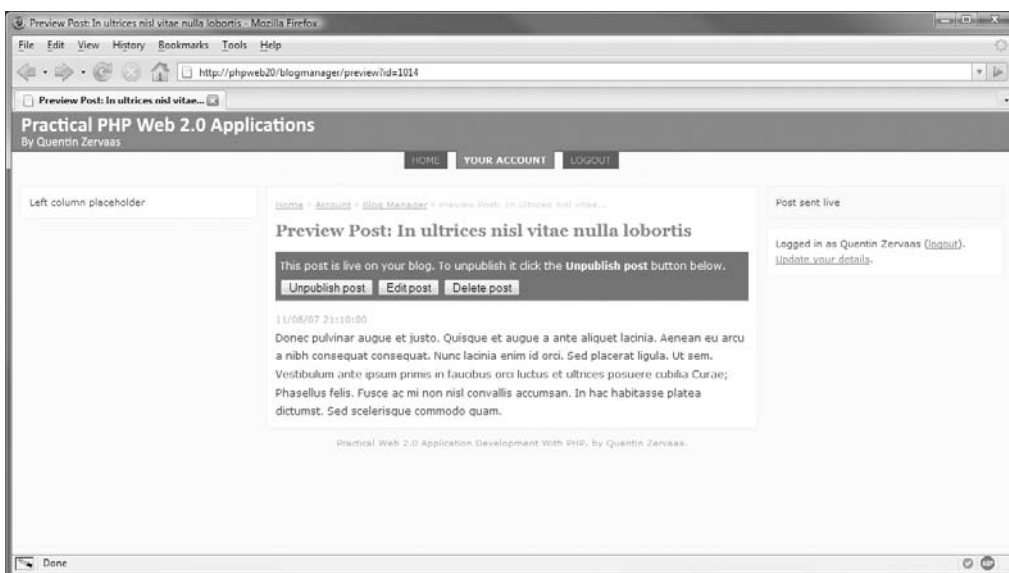 Preview Post: In ultrices nisl vitae nulla lobortis - Mozilla Firefox
File Edit View History Bookmarks Tools Help
http://phpweb20/blogmanager/preview?id=1014
Preview Post: In ultrices nisl vitae...
Practical PHP Web 2.0 Applications
By Quentin Zervaas
HOME YOUR ACCOUNT LOGOUT
Left column placeholder
Home > Account > Blog Manager > Preview Post: In ultrices nisl vitae...
Preview Post: In ultrices nisl vitae nulla lobortis
This post is live on your blog. To unpublish it click the Unpublish post button below.
Unpublish post Edit post Delete post
11/08/07 21:10:00
Donec pulvinar augue et justo. Quisque et augue a ante aliquet lacinia. Aenean eu arcu
a nibh consequat consequat. Nunc lacinia enim id orci. Sed placerat ligula. Ut sem.
Vestibulum ante ipsum primis in faucibus orci luctus et ultrices posuere cubilia Curae;
Phasellus felis. Fusce ac mi non nisl convallis accumsan. In hac habitasse platea
dictumst. Sed scelerisque commodo quam.
Post sent live
Logged in as Quentin Zervaas (logout).
Update your details.
Practical Web 2.0 Application Development With PHP, by Quentin Zervaas.
Done
ABP